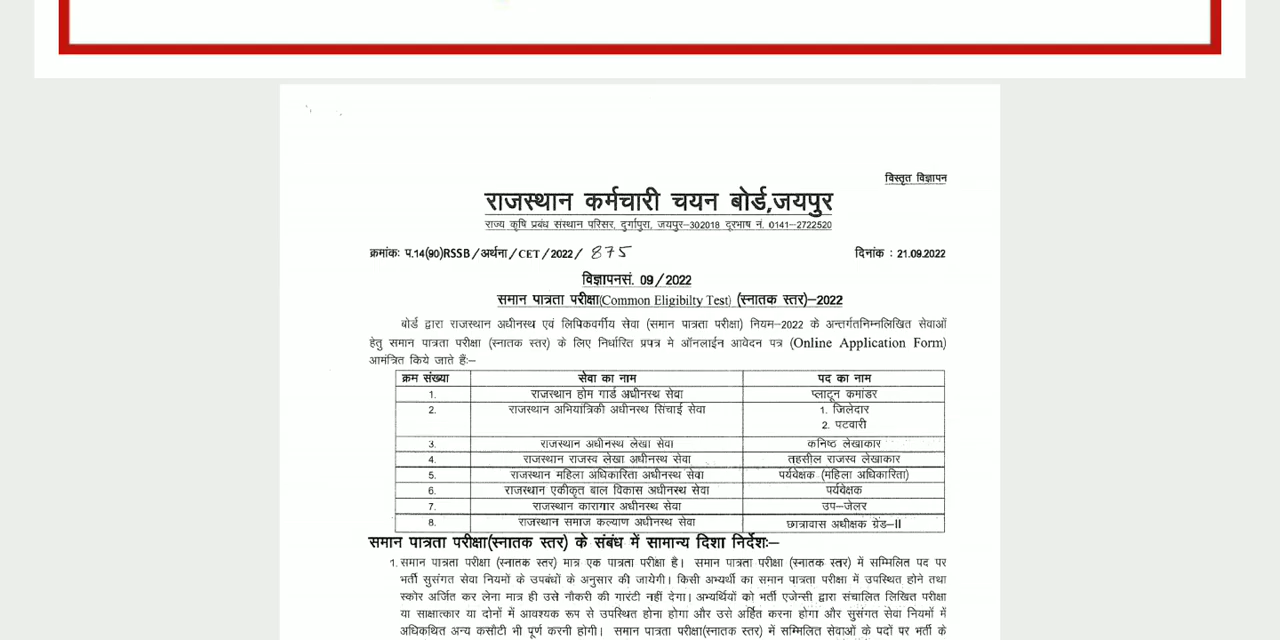 विस्तृत विज्ञापन
राजस्थान कर्मचारी चयन बोर्ड,जयपुर
राज्य कृषि प्रबंध संस्थान परिसर, दुर्गापुरा, जयपुर–302018 दूरभाष नं. 0141–2722520
क्रमांकः प.14(90)RSSB/अर्थना/CET/2022/ 875 दिनांक : 21.09.2022
विज्ञापनसं. 09/2022
समान पात्रता परीक्षा(Common Eligibilty Test) (स्नातक स्तर)–2022
बोर्ड द्वारा राजस्थान अधीनस्थ एवं लिपिकवर्गीय सेवा (समान पात्रता परीक्षा) नियम–2022 के अन्तर्गतनिम्नलिखित सेवाओं
हेतु समान पात्रता परीक्षा (स्नातक स्तर) के लिए निर्धारित प्रपत्र मे ऑनलाईन आवेदन पत्र (Online Application Form)
आमंत्रित किये जाते हैः–
क्रम संख्या सेवा का नाम पद का नाम
1. राजस्थान होम गार्ड अधीनस्थ सेवा प्लाटून कमांडर
2. राजस्थान अभियांत्रिकी अधीनस्थ सिंचाई सेवा 1. जिलेदार
2. पटवारी
3. राजस्थान अधीनस्थ लेखा सेवा कनिष्ठ लेखाकार
4. राजस्थान राजस्व लेखा अधीनस्थ सेवा तहसील राजस्व लेखाकार
5. राजस्थान महिला अधिकारिता अधीनस्थ सेवा पर्यवेक्षक (महिला अधिकारिता)
6. राजस्थान एकीकृत बाल विकास अधीनस्थ सेवा पर्यवेक्षक
7. राजस्थान कारागार अधीनस्थ सेवा उप–जेलर
8. राजस्थान समाज कल्याण अधीनस्थ सेवा छात्रावास अधीक्षक ग्रेड–II
समान पात्रता परीक्षा(स्नातक स्तर) के संबंध में सामान्य दिशा निर्देशः–
1. समान पात्रता परीक्षा (स्नातक स्तर) मात्र एक पात्रता परीक्षा है। समान पात्रता परीक्षा (स्नातक स्तर) में सम्मिलित पद पर
भर्ती सुसंगत सेवा नियमों के उपबंधों के अनुसार की जायेगी। किसी अभ्यर्थी का समान पात्रता परीक्षा में उपस्थित होने तथा
स्कोर अर्जित कर लेना मात्र ही उसे नौकरी की गारंटी नहीं देगा। अभ्यर्थियों को भर्ती एजेन्सी द्वारा संचालित लिखित परीक्षा
या साक्षात्कार या दोनों में आवश्यक रूप से उपस्थित होना होगा और उसे अर्हित करना होगा और सुसंगत सेवा नियमों में
अधिकथित अन्य कसौटी भी पूर्ण करनी होगी। समान पात्रता परीक्षा(स्नातक स्तर) में सम्मिलित सेवाओं के पदों पर भर्ती के